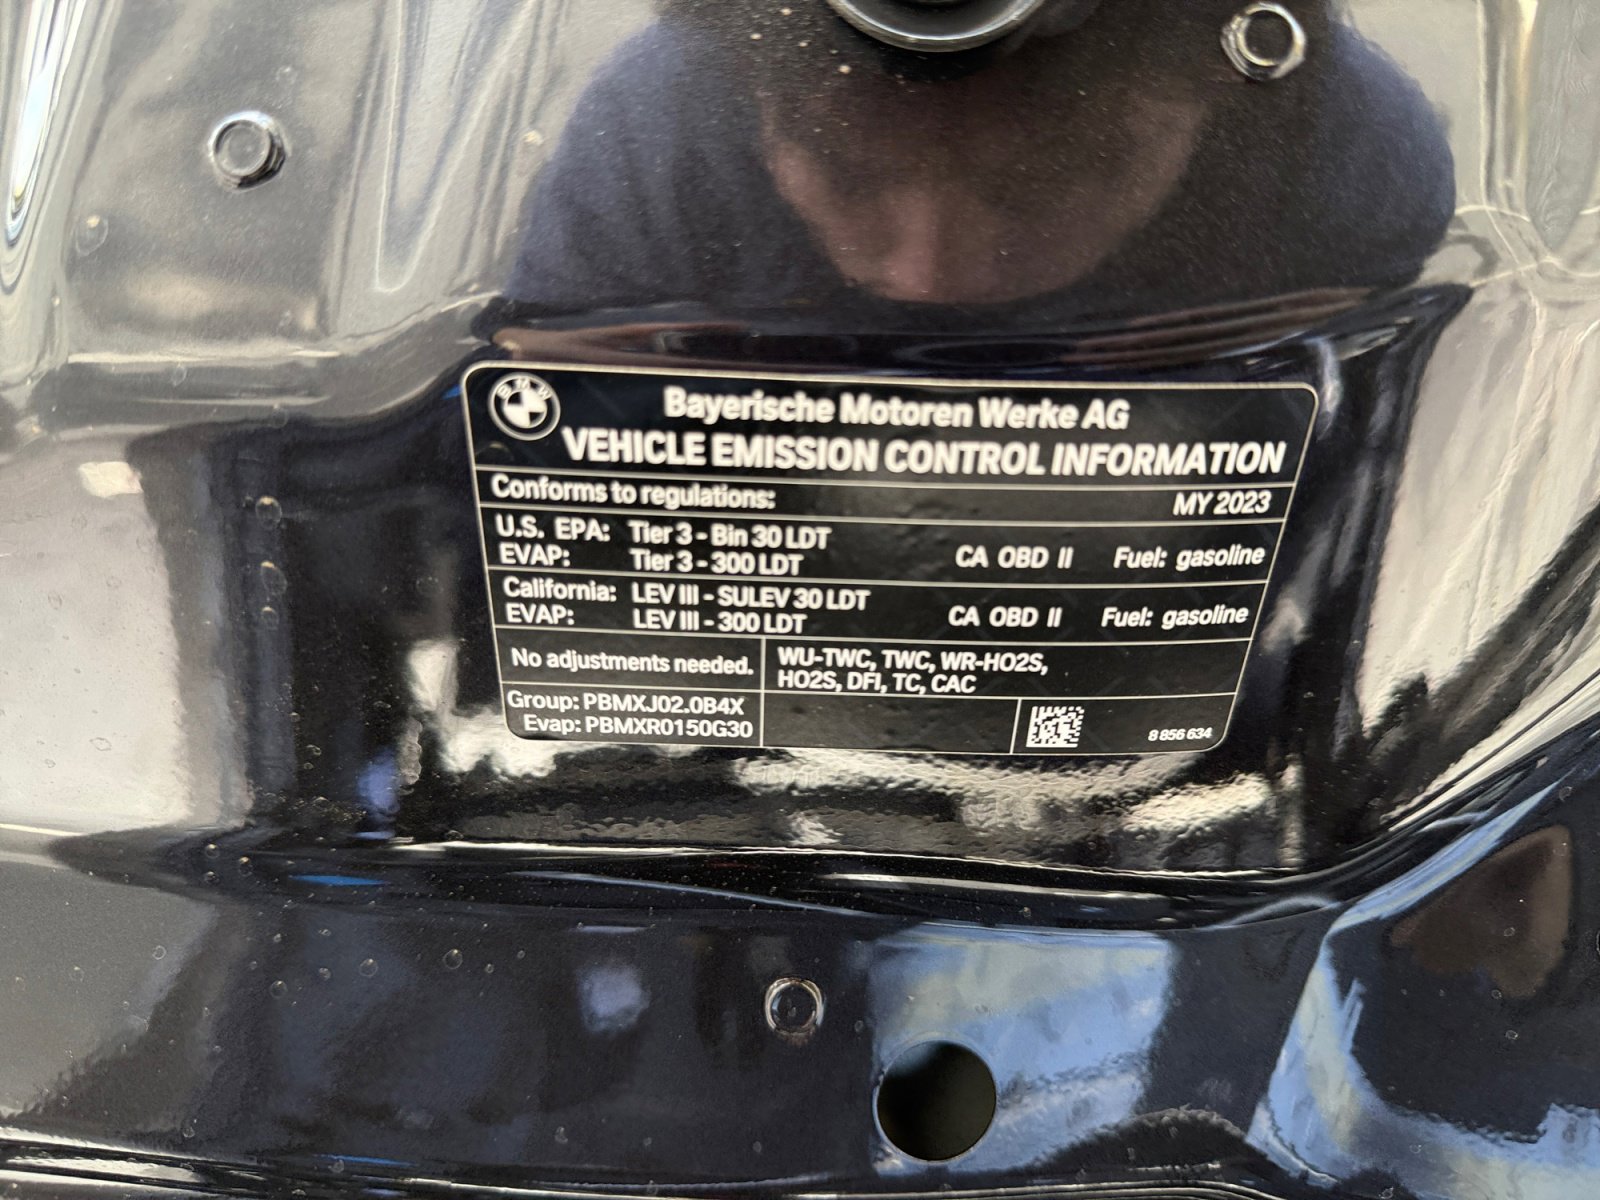 BMW
Bayerische Motoren Werke AG
VEHICLE EMISSION CONTROL INFORMATION
Conforms to regulations: MY 2023
U.S. EPA: Tier 3 - Bin 30 LDT
EVAP: Tier 3 - 300 LDT CA OBD II Fuel: gasoline
California: LEV III - SULEV 30 LDT
EVAP: LEV III - 300 LDT CA OBD II Fuel: gasoline
No adjustments needed.
WU-TWC, TWC, WR-HO2S,
HO2S, DFI, TC, CAC
Group: PBMXJ02.0B4X
Evap: PBMXR0150G30
8 856 634